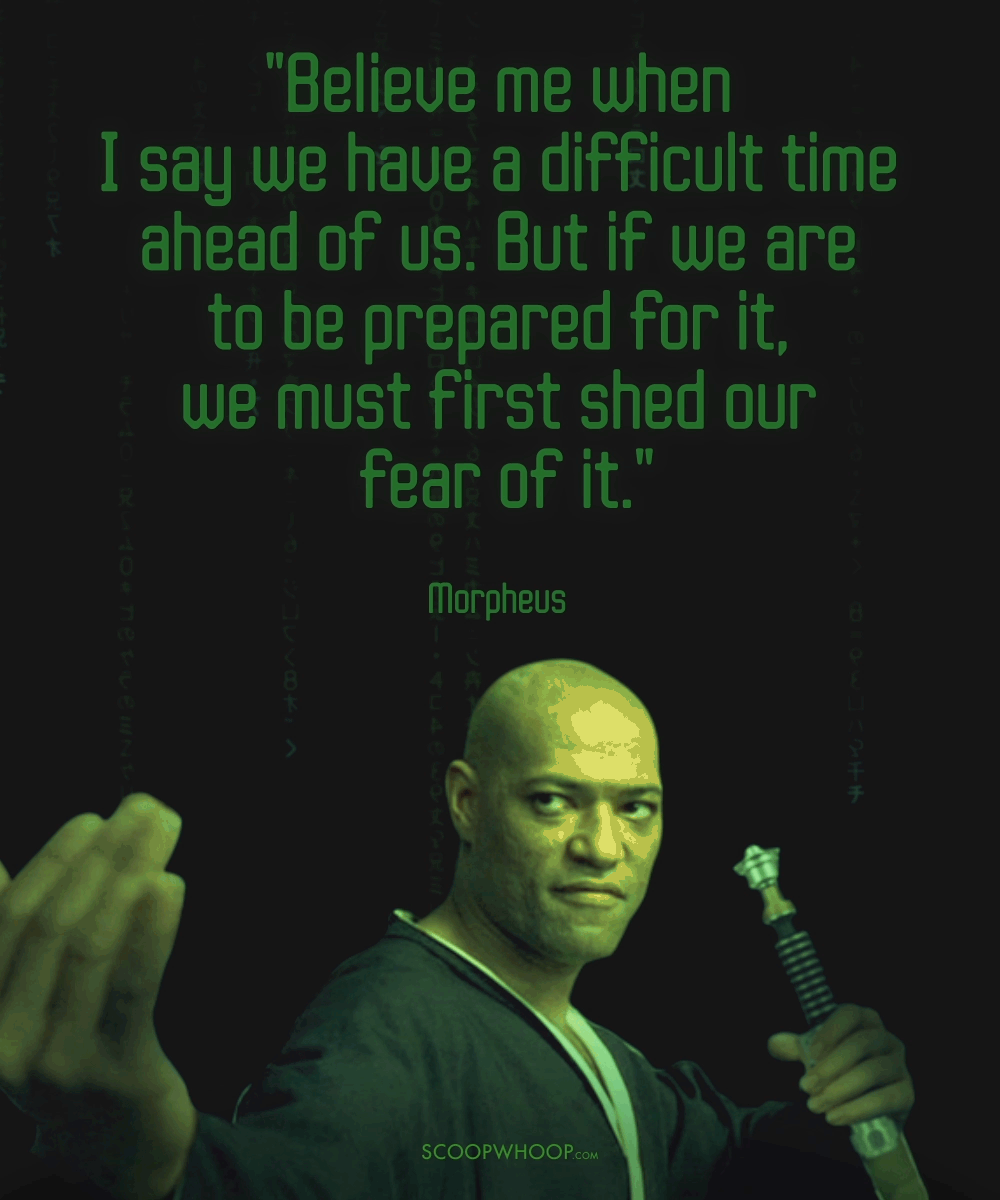 "Believe me when
I say we have a difficult time
ahead of us. But if we are
to be prepared for it,
we must first shed our
fear of it."
Morpheus
SCOOPWHOOP.COM